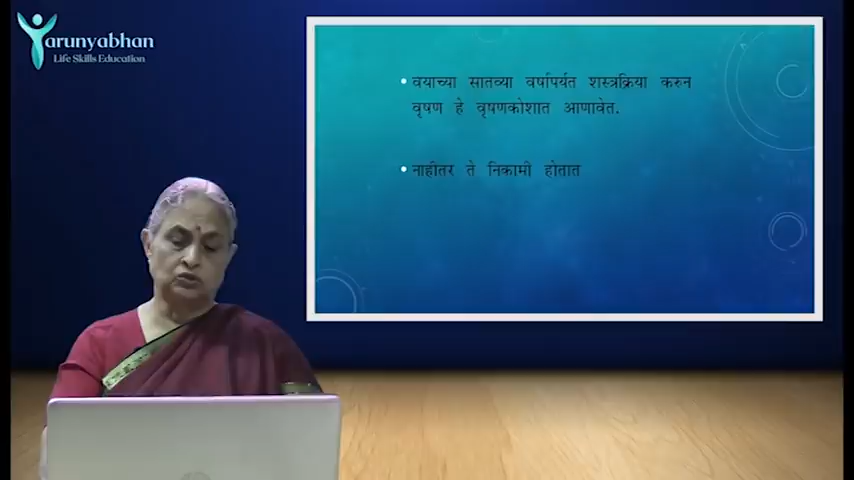 Tarunyabhan
Life Skills Education
• वयाच्या सातव्या वर्षापर्यंत शस्त्रक्रिया करुन
वृषण हे वृषणकोशात आणावेत.
• नाहीतर ते निकामी होतात